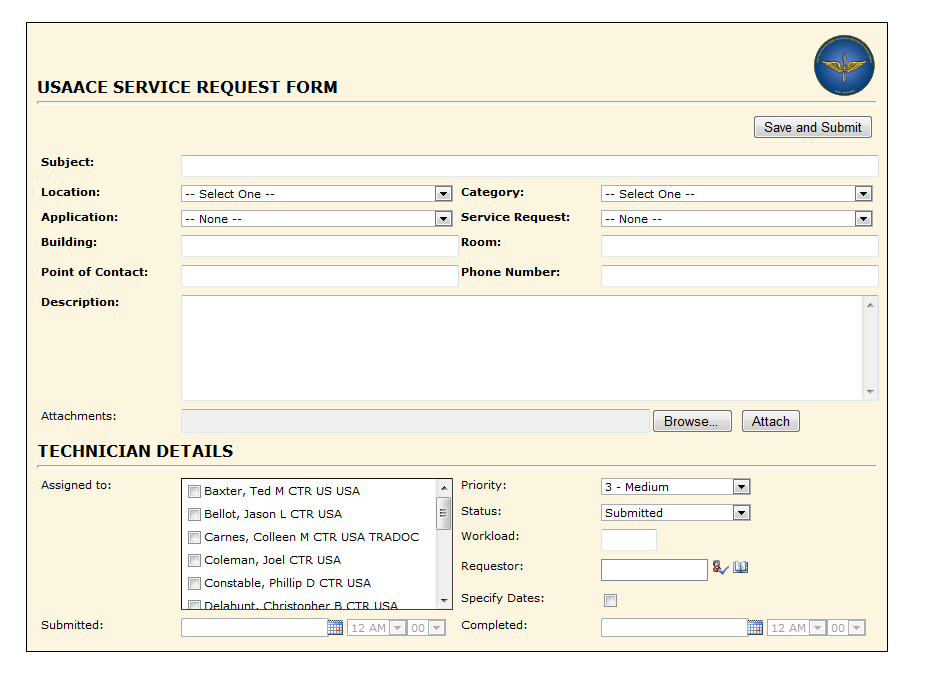 USAACE SERVICE REQUEST FORM
Save and Submit
Subject:
Location: -- Select One -- Category: -- Select One --
Application: -- None -- Service Request: -- None --
Building: Room:
Point of Contact: Phone Number:
Description:
Attachments: Browse... Attach
TECHNICIAN DETAILS
Assigned to: Baxter, Ted M CTR US USA Priority: 3 - Medium
Bellot, Jason L CTR USA Status: Submitted
Carnes, Colleen M CTR USA TRADOC Workload:
Coleman, Joel CTR USA Requestor:
Constable, Phillip D CTR USA
Delahunt, Christopher B CTR USA Specify Dates:
Submitted: 12 AM 00 Completed: 12 AM 00